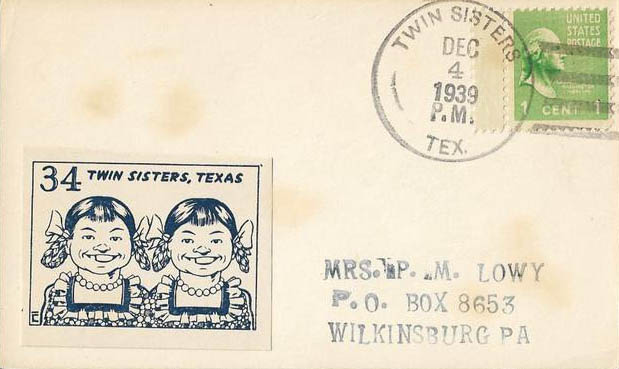 TWIN SISTERS
DEC
4
1939
P.M.
TEX.
UNITED
STATES
POSTAGE
WASHINGTON
1 CENT 1
34 TWIN SISTERS, TEXAS
E
MRS. P. M. LOWY
P.O. BOX 8653
WILKINSBURG PA